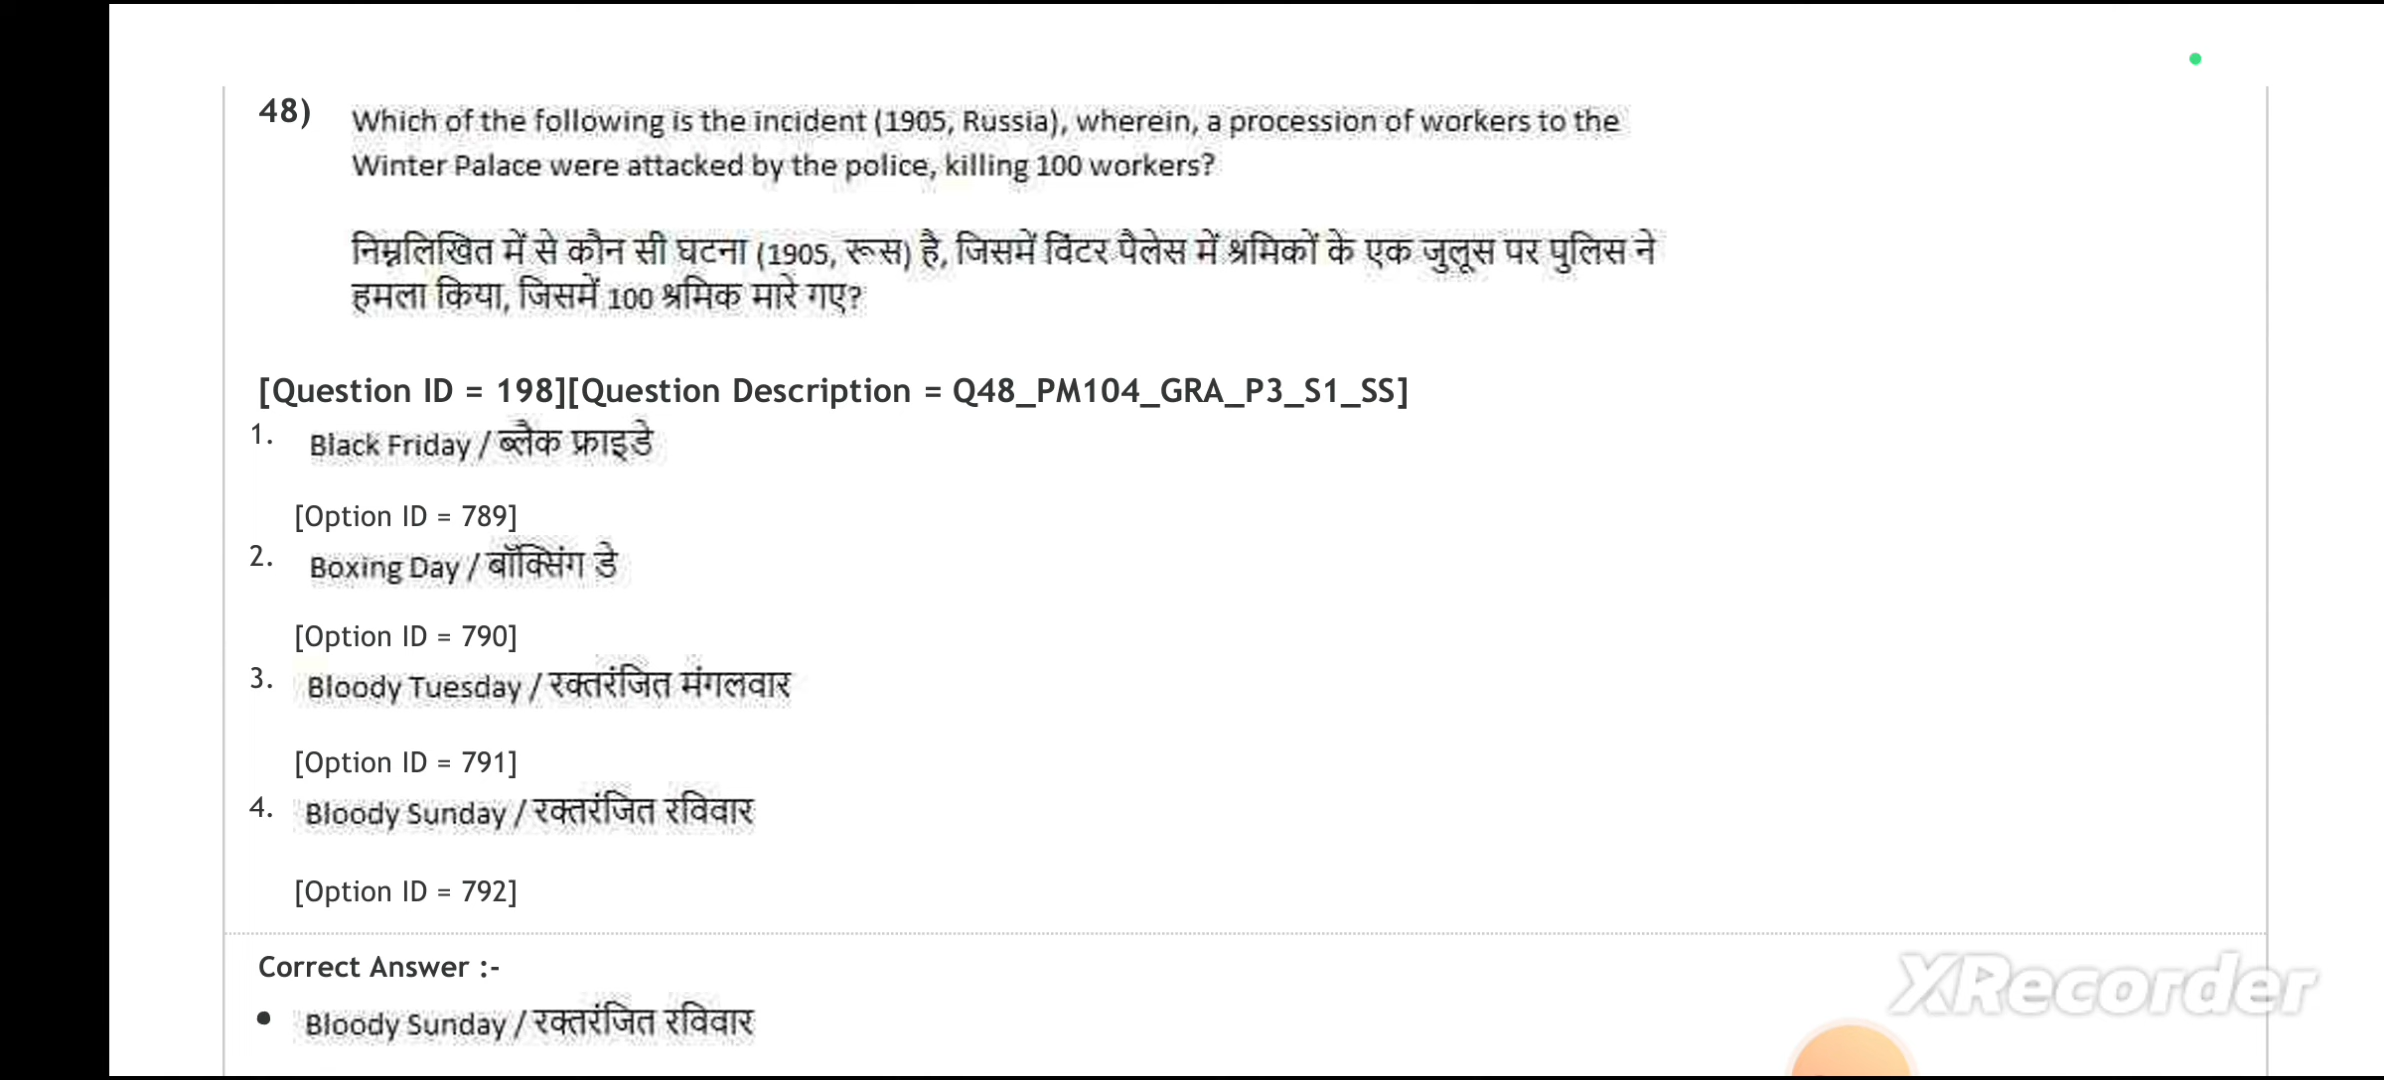 48) Which of the following is the incident (1905, Russia), wherein, a procession of workers to the
Winter Palace were attacked by the police, killing 100 workers?
निम्नलिखित में से कौन सी घटना (1905, रूस) है, जिसमें विंटर पैलेस में श्रमिकों के एक जुलूस पर पुलिस ने
हमला किया, जिसमें 100 श्रमिक मारे गए?
[Question ID = 198][Question Description = Q48_PM104_GRA_P3_S1_SS]
1. Black Friday / ब्लैक फ्राइडे
[Option ID = 789]
2. Boxing Day / बॉक्सिंग डे
[Option ID = 790]
3. Bloody Tuesday / रक्तरंजित मंगलवार
[Option ID = 791]
4. Bloody Sunday / रक्तरंजित रविवार
[Option ID = 792]
Correct Answer :-
• Bloody Sunday / रक्तरंजित रविवार
XRecorder